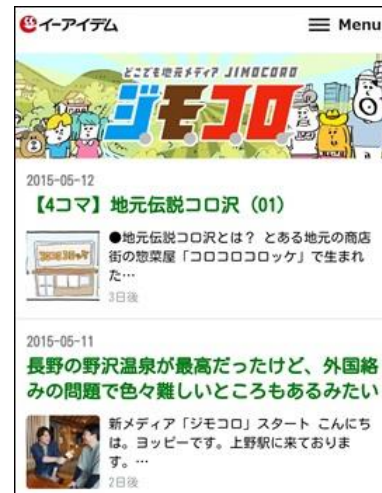 イーアイデム
Menu
どこでも地元メディア JIMOCORO
ジモコロ
2015-05-12
【4コマ】地元伝説コロ沢（01）
●地元伝説コロ沢とは？ とある地元の商店
街の惣菜屋「コロコロコロッケ」で生まれ
た…
3日後
2015-05-11
長野の野沢温泉が最高だったけど、外国絡
みの問題で色々難しいところもあるみたい
新メディア「ジモコロ」スタート こんにち
は。ヨッピーです。上野駅に来ておりま
す。…
2日後